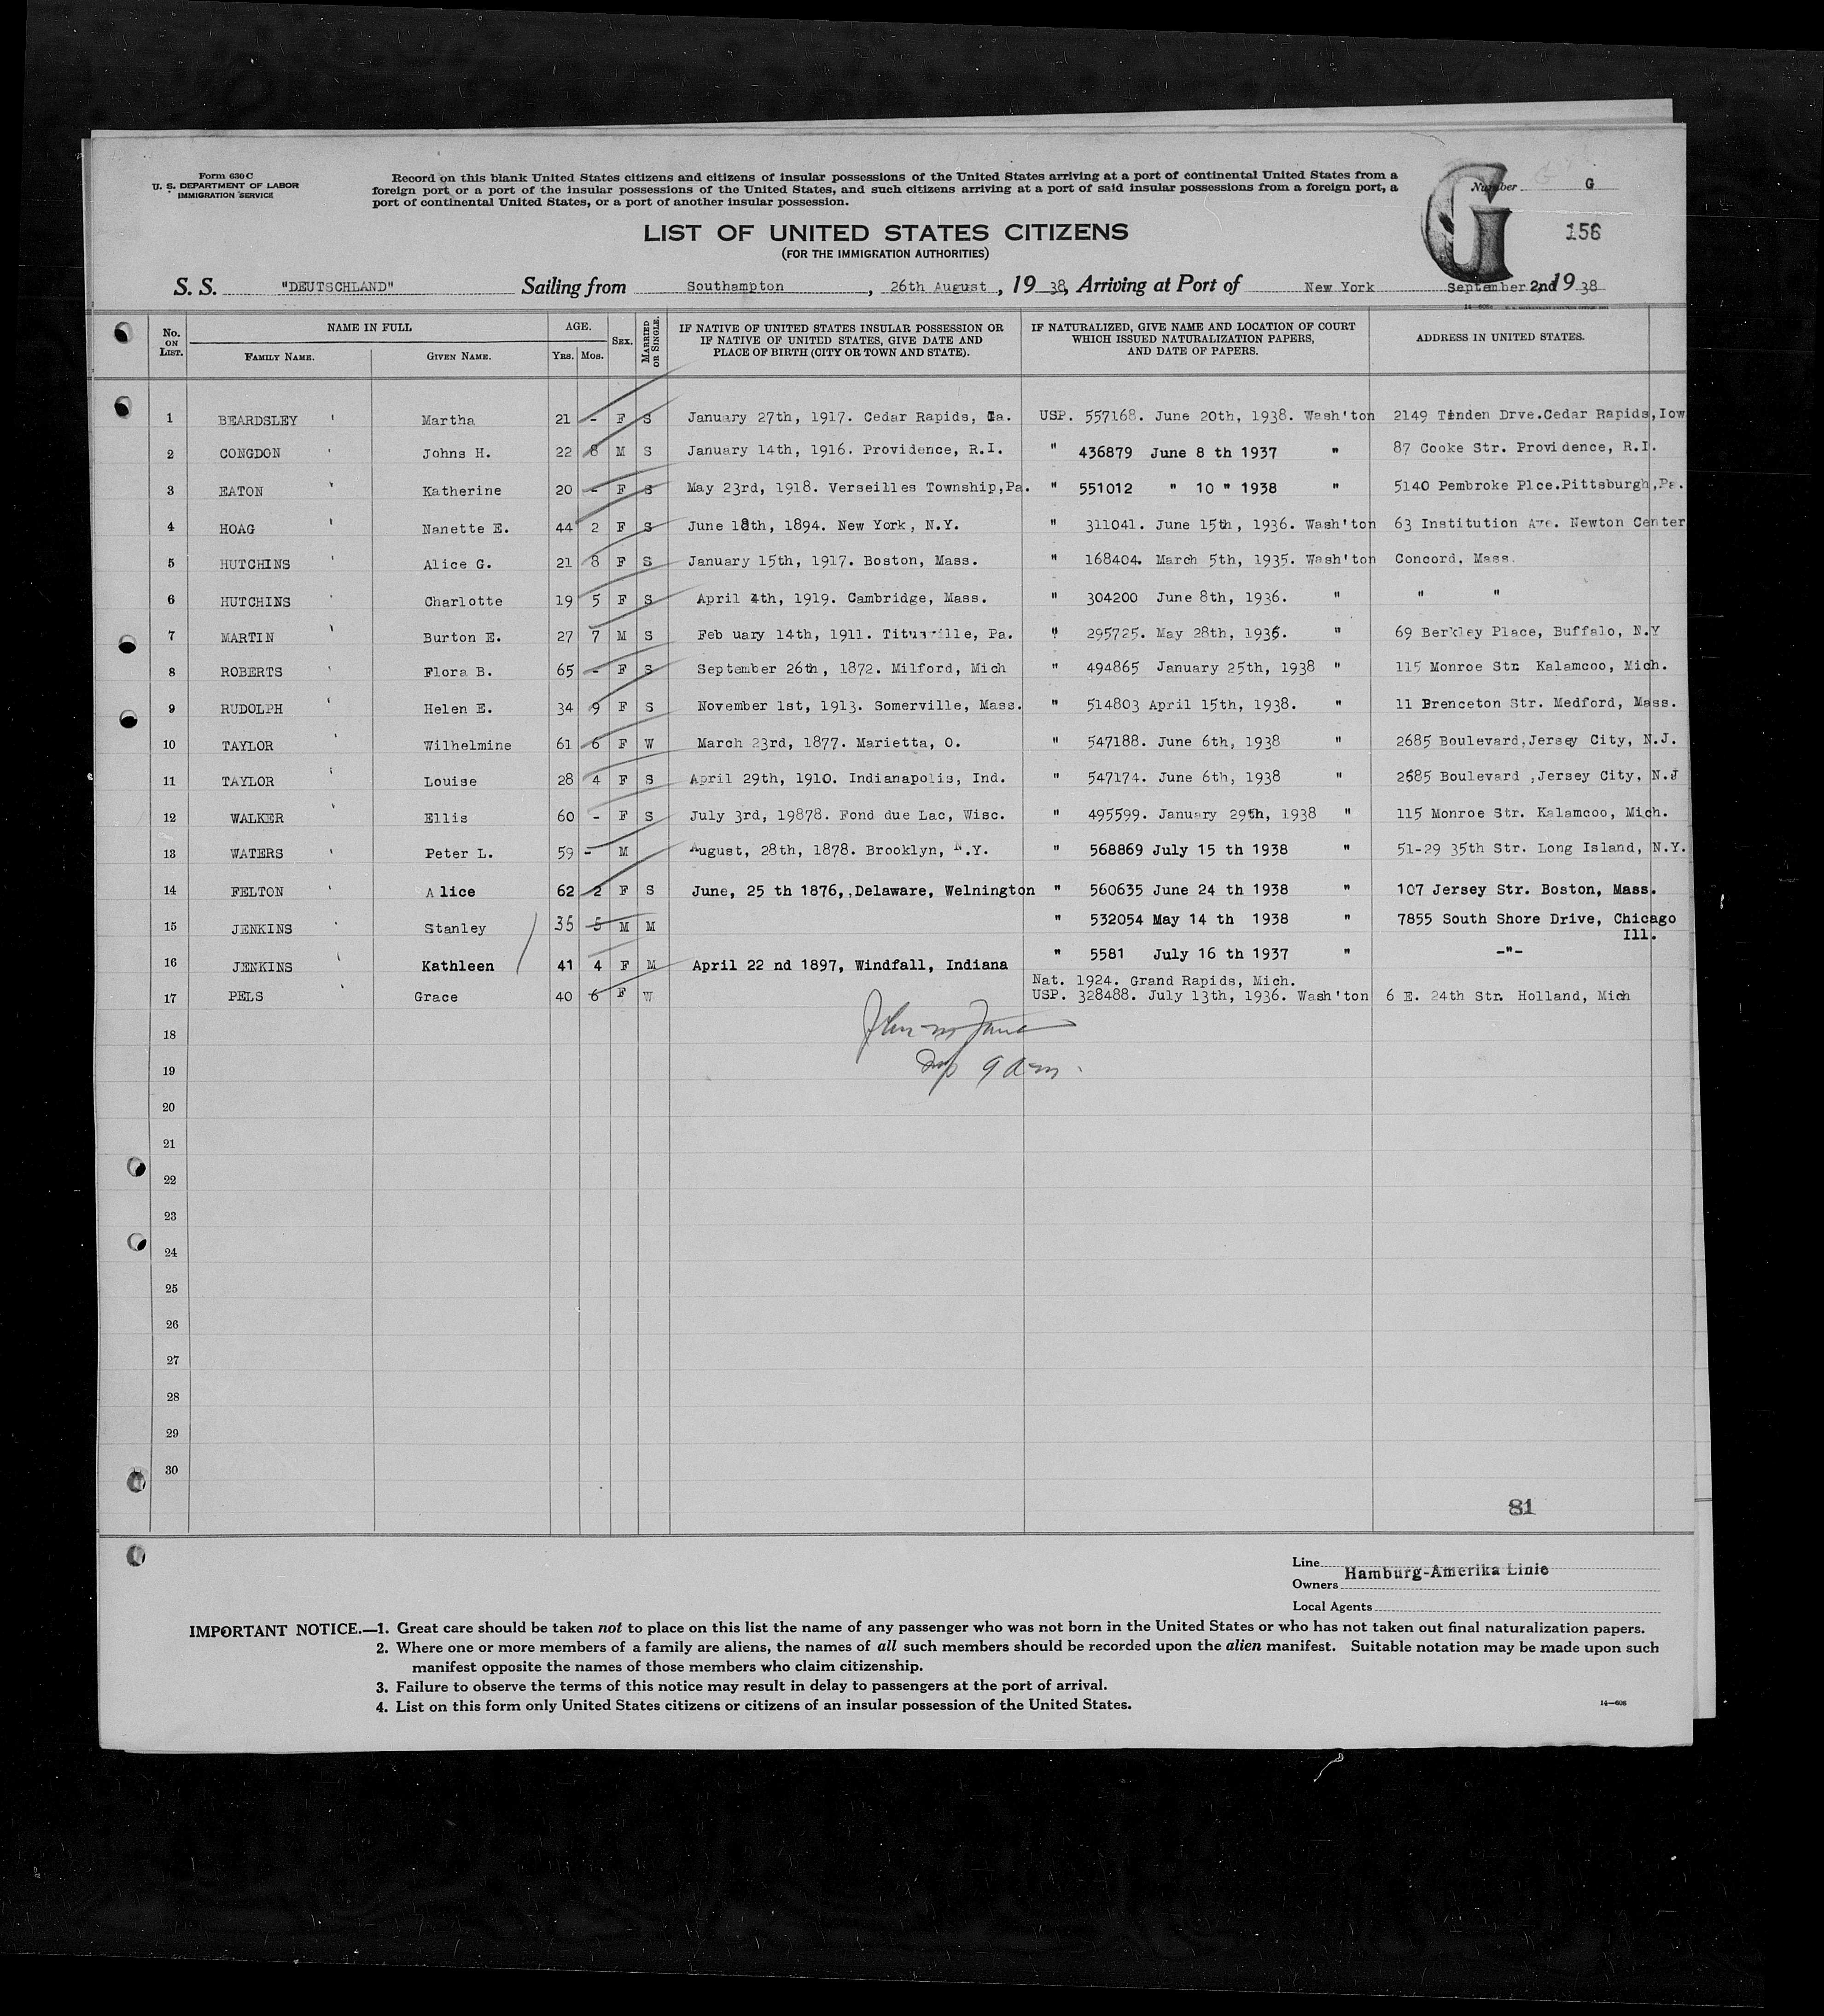 Form 630 C
U. S. DEPARTMENT OF LABOR
IMMIGRATION SERVICE
Record on this blank United States citizens and citizens of insular possessions of the United States arriving at a port of continental United States from a
foreign port or a port of the insular possessions of the United States, and such citizens arriving at a port of said insular possessions from a foreign port, a
port of continental United States, or a port of another insular possession.
Number G
G
156
LIST OF UNITED STATES CITIZENS
(FOR THE IMMIGRATION AUTHORITIES)
S. S. "DEUTSCHLAND" Sailing from Southampton, 26th August, 1938, Arriving at Port of New York September 2nd 1938
No. ON LIST. NAME IN FULL AGE. SEX. MARRIED OR SINGLE. IF NATIVE OF UNITED STATES INSULAR POSSESSION OR IF NATIVE OF UNITED STATES, GIVE DATE AND PLACE OF BIRTH (CITY OR TOWN AND STATE). IF NATURALIZED, GIVE NAME AND LOCATION OF COURT WHICH ISSUED NATURALIZATION PAPERS, AND DATE OF PAPERS. ADDRESS IN UNITED STATES.
FAMILY NAME. GIVEN NAME. YRS. MOS.
1 BEARDSLEY Martha 21 - F S January 27th, 1917. Cedar Rapids, Ia. USP. 557168. June 20th, 1938. Wash'ton 2149 Tinden Drve.Cedar Rapids,Iow
2 CONGDON Johns H. 22 8 M S January 14th, 1916. Providence, R.I. " 436879 June 8 th 1937 " 87 Cooke Str. Providence, R.I.
3 EATON Katherine 20 - F S May 23rd, 1918. Verseilles Township,Pa. " 551012 " 10 " 1938 " 5140 Pembroke Plce.Pittsburgh,Pa.
4 HOAG Nanette E. 44 2 F S June 18th, 1894. New York, N.Y. " 311041. June 15th, 1936. Wash'ton 63 Institution Ave. Newton Center
5 HUTCHINS Alice G. 21 8 F S January 15th, 1917. Boston, Mass. " 168404. March 5th, 1935. Wash'ton Concord, Mass.
6 HUTCHINS Charlotte 19 5 F S April 4th, 1919. Cambridge, Mass. " 304200 June 8th, 1936. " " "
7 MARTIN Burton E. 27 7 M S Feb uary 14th, 1911. Titusville, Pa. " 295725. May 28th, 1936. " 69 Berkley Place, Buffalo, N.Y
8 ROBERTS Flora B. 65 - F S September 26th, 1872. Milford, Mich " 494865 January 25th, 1938 " 115 Monroe Str. Kalamcoo, Mich.
9 RUDOLPH Helen E. 34 9 F S November 1st, 1913. Somerville, Mass. " 514803 April 15th, 1938. " 11 Brenceton Str. Medford, Mass.
10 TAYLOR Wilhelmine 61 6 F W March 23rd, 1877. Marietta, O. " 547188. June 6th, 1938 " 2685 Boulevard,Jersey City, N.J.
11 TAYLOR Louise 28 4 F S April 29th, 1910. Indianapolis, Ind. " 547174. June 6th, 1938 " 2685 Boulevard ,Jersey City, N.J
12 WALKER Ellis 60 - F S July 3rd, 19878. Fond due Lac, Wisc. " 495599. January 29th, 1938 " 115 Monroe Str. Kalamcoo, Mich.
13 WATERS Peter L. 59 - M August, 28th, 1878. Brooklyn, N.Y. " 568869 July 15 th 1938 " 51-29 35th Str. Long Island, N.Y.
14 FELTON Alice 62 2 F S June, 25 th 1876,,Delaware, Welnington " 560635 June 24 th 1938 " 107 Jersey Str. Boston, Mass.
15 JENKINS Stanley 35 5 M M " 532054 May 14 th 1938 " 7855 South Shore Drive, Chicago Ill.
16 JENKINS Kathleen 41 4 F M April 22 nd 1897, Windfall, Indiana " 5581 July 16 th 1937 " -"-
Nat. 1924. Grand Rapids, Mich.
17 PELS Grace 40 6 F W USP. 328488. July 13th, 1936. Wash'ton 6 E. 24th Str. Holland, Mich
18
19
20
21
22
23
24
25
26
27
28
29
30
81
Line
Hamburg-Amerika Linie
Owners
Local Agents
IMPORTANT NOTICE.—1. Great care should be taken not to place on this list the name of any passenger who was not born in the United States or who has not taken out final naturalization papers.
2. Where one or more members of a family are aliens, the names of all such members should be recorded upon the alien manifest. Suitable notation may be made upon such
manifest opposite the names of those members who claim citizenship.
3. Failure to observe the terms of this notice may result in delay to passengers at the port of arrival.
4. List on this form only United States citizens or citizens of an insular possession of the United States.
14—606